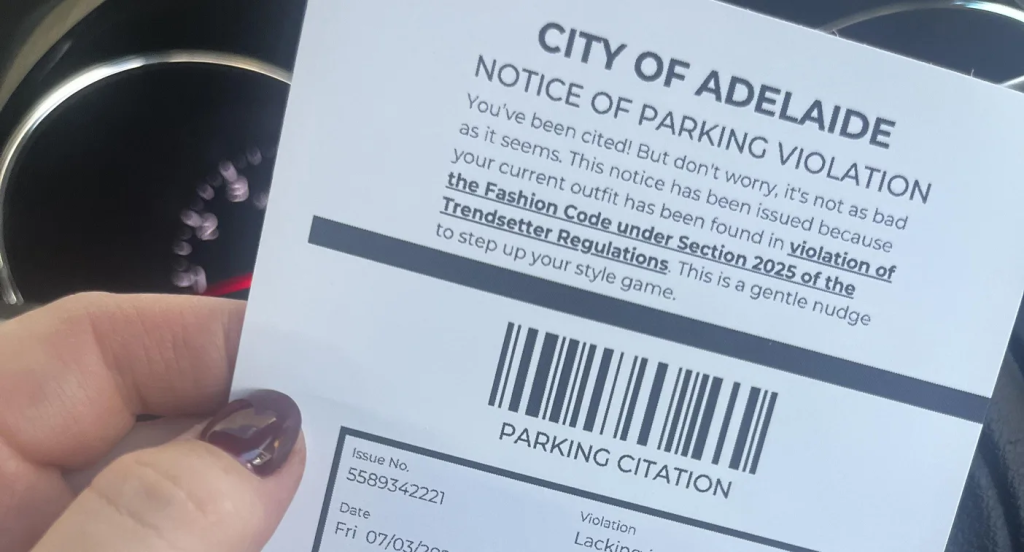 CITY OF ADELAIDE
NOTICE OF PARKING VIOLATION
You've been cited! But don't worry, it's not as bad
as it seems. This notice has been issued because
your current outfit has been found in violation of
the Fashion Code under Section 2025 of the
Trendsetter Regulations. This is a gentle nudge
to step up your style game.
PARKING CITATION
Issue No.
5589342221
Date
Fri 07/03/
Violation
Lacking